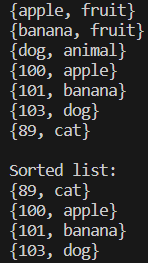 {apple, fruit}
{banana, fruit}
{dog, animal}
{100, apple}
{101, banana}
{103, dog}
{89, cat}

Sorted list:
{89, cat}
{100, apple}
{101, banana}
{103, dog}